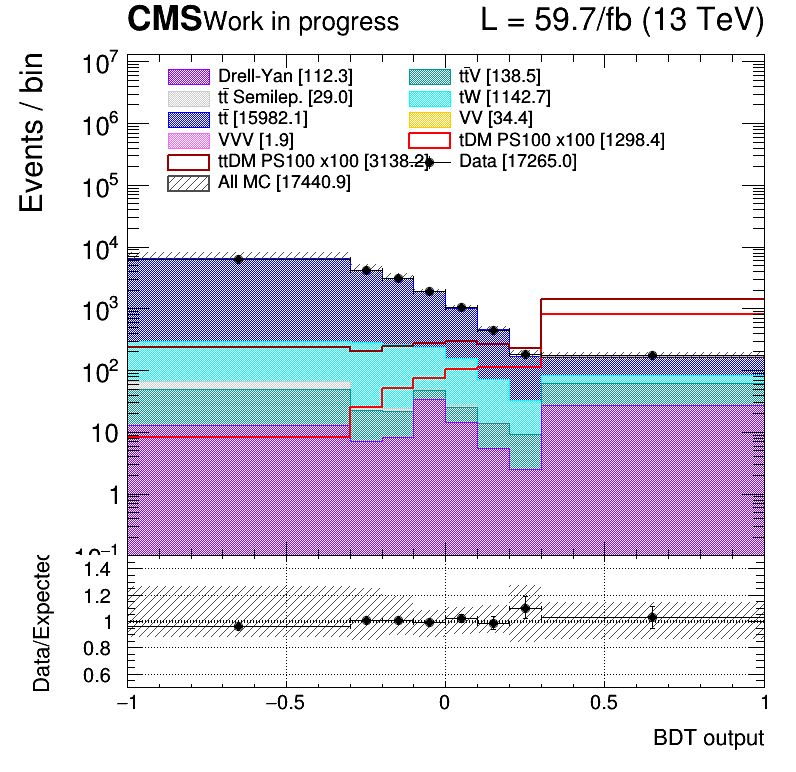 CMS Work in progress L = 59.7/fb (13 TeV)
Events / bin
Drell-Yan [112.3] tt̄V [138.5]
tt̄ Semilep. [29.0] tW [1142.7]
tt̄ [15982.1] VV [34.4]
VVV [1.9] tDM PS100 x100 [1298.4]
ttDM PS100 x100 [3138.2] Data [17265.0]
All MC [17440.9]
10⁷
10⁶
10⁵
10⁴
10³
10²
10
1
10⁻¹
Data/Expected
1.4
1.2
1
0.8
0.6
−1 −0.5 0 0.5 1
BDT output